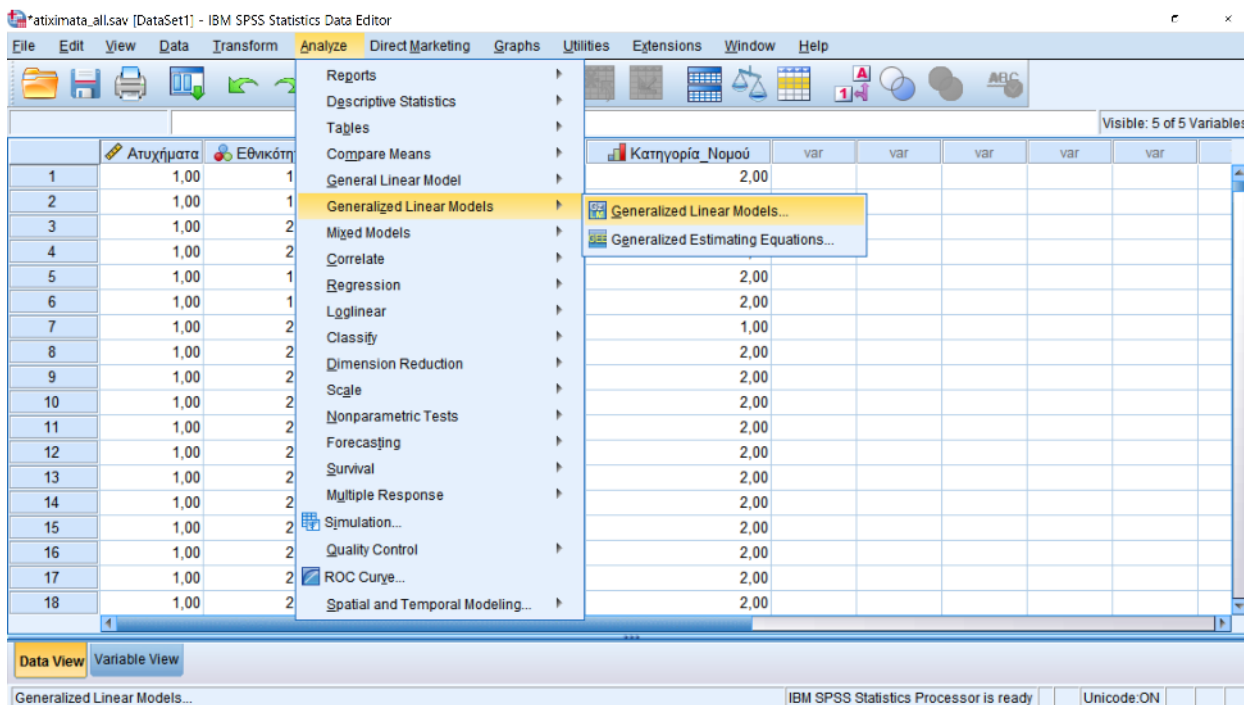 *atiximata_all.sav [DataSet1] - IBM SPSS Statistics Data Editor
File Edit View Data Transform Analyze Direct Marketing Graphs Utilities Extensions Window Help
Visible: 5 of 5 Variables
Ατυχήματα Εθνικότη Κατηγορία_Νομού var var var var var
1 1,00 1 2,00
2 1,00 1
3 1,00 2
4 1,00 2
5 1,00 1 2,00
6 1,00 1 2,00
7 1,00 2 1,00
8 1,00 2 2,00
9 1,00 2 2,00
10 1,00 2 2,00
11 1,00 2 2,00
12 1,00 2 2,00
13 1,00 2 2,00
14 1,00 2 2,00
15 1,00 2 2,00
16 1,00 2 2,00
17 1,00 2 2,00
18 1,00 2 2,00
Reports
Descriptive Statistics
Tables
Compare Means
General Linear Model
Generalized Linear Models
Mixed Models
Correlate
Regression
Loglinear
Classify
Dimension Reduction
Scale
Nonparametric Tests
Forecasting
Survival
Multiple Response
Simulation...
Quality Control
ROC Curve...
Spatial and Temporal Modeling...
Generalized Linear Models...
Generalized Estimating Equations...
Data View Variable View
Generalized Linear Models... IBM SPSS Statistics Processor is ready Unicode:ON